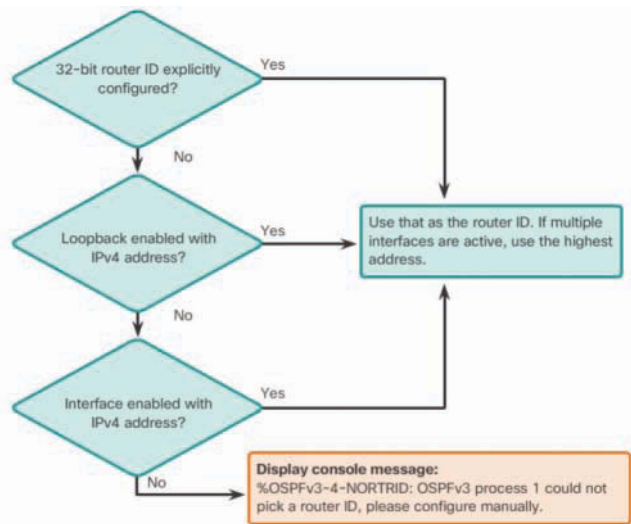 32-bit router ID explicitly
configured?
Yes
No
Loopback enabled with
IPv4 address?
Yes
Use that as the router ID. If multiple
interfaces are active, use the highest
address.
No
Interface enabled with
IPv4 address?
Yes
No
Display console message:
%OSPFv3-4-NORTRID: OSPFv3 process 1 could not
pick a router ID, please configure manually.